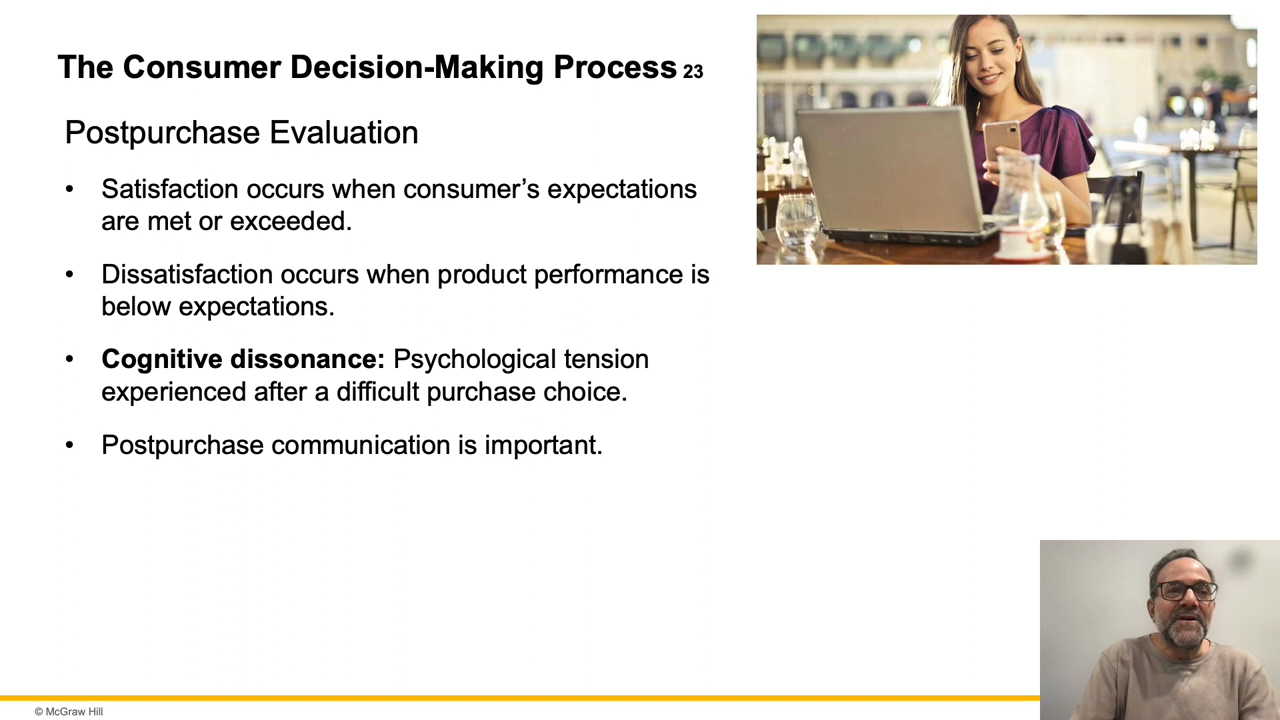 The Consumer Decision-Making Process 23
Postpurchase Evaluation
• Satisfaction occurs when consumer’s expectations
are met or exceeded.
• Dissatisfaction occurs when product performance is
below expectations.
• Cognitive dissonance: Psychological tension
experienced after a difficult purchase choice.
• Postpurchase communication is important.
© McGraw Hill